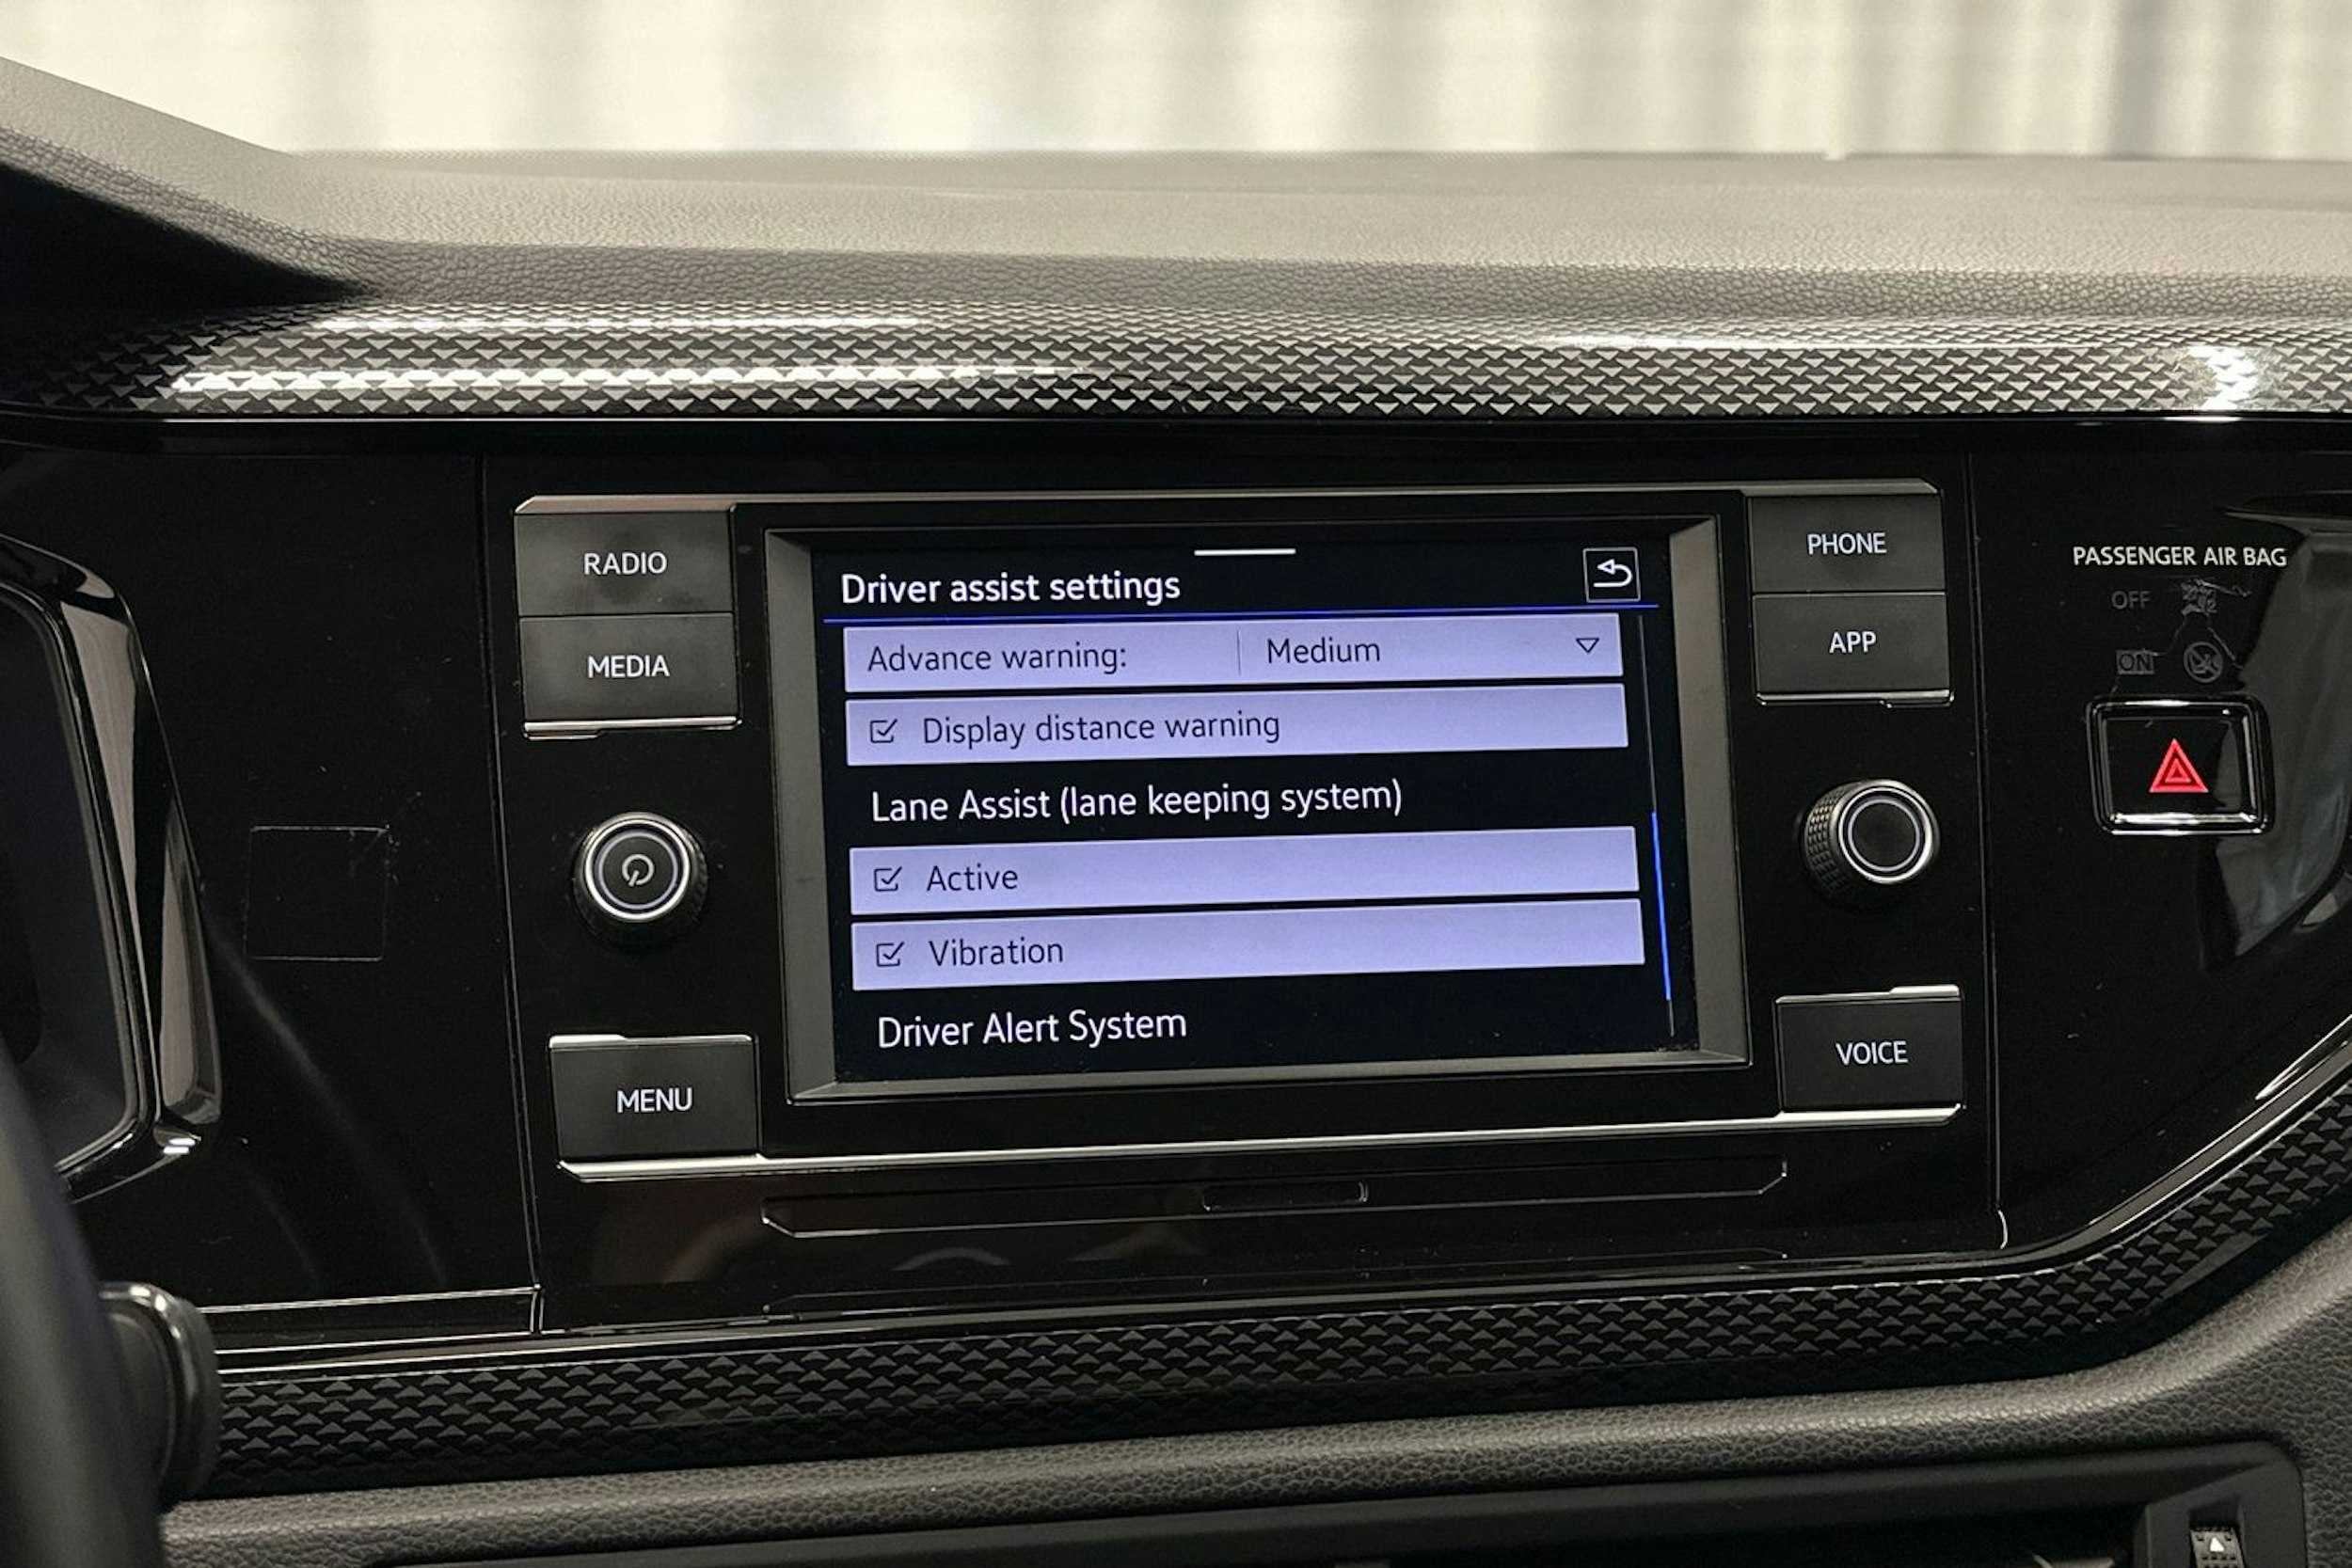 RADIO
MEDIA
MENU
Driver assist settings
Advance warning: Medium
Display distance warning
Lane Assist (lane keeping system)
Active
Vibration
Driver Alert System
PHONE
APP
VOICE
PASSENGER AIR BAG
OFF
ON